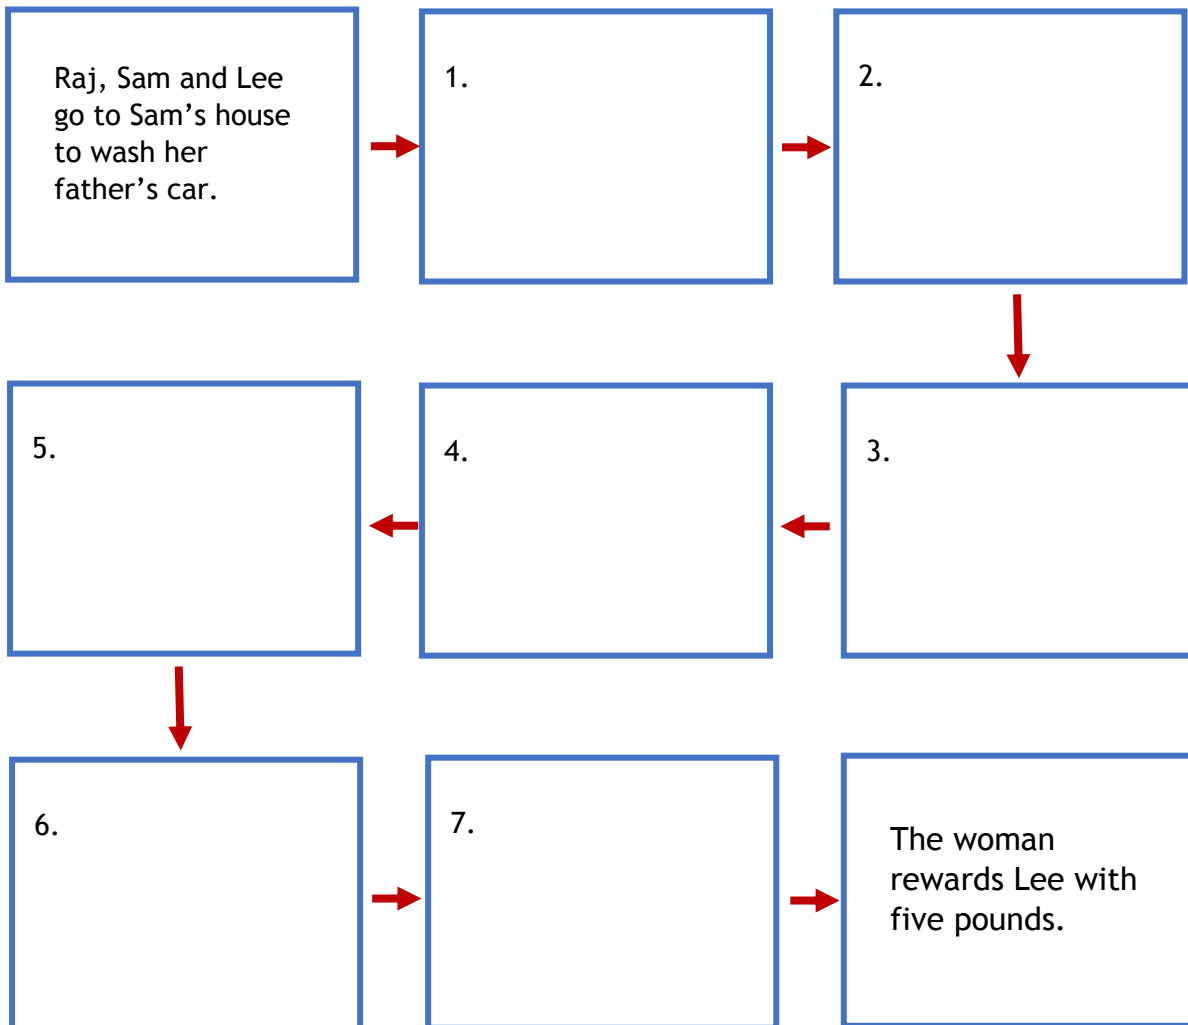 Raj, Sam and Lee
go to Sam’s house
to wash her
father’s car.
1.
2.
3.
4.
5.
6.
7.
The woman
rewards Lee with
five pounds.